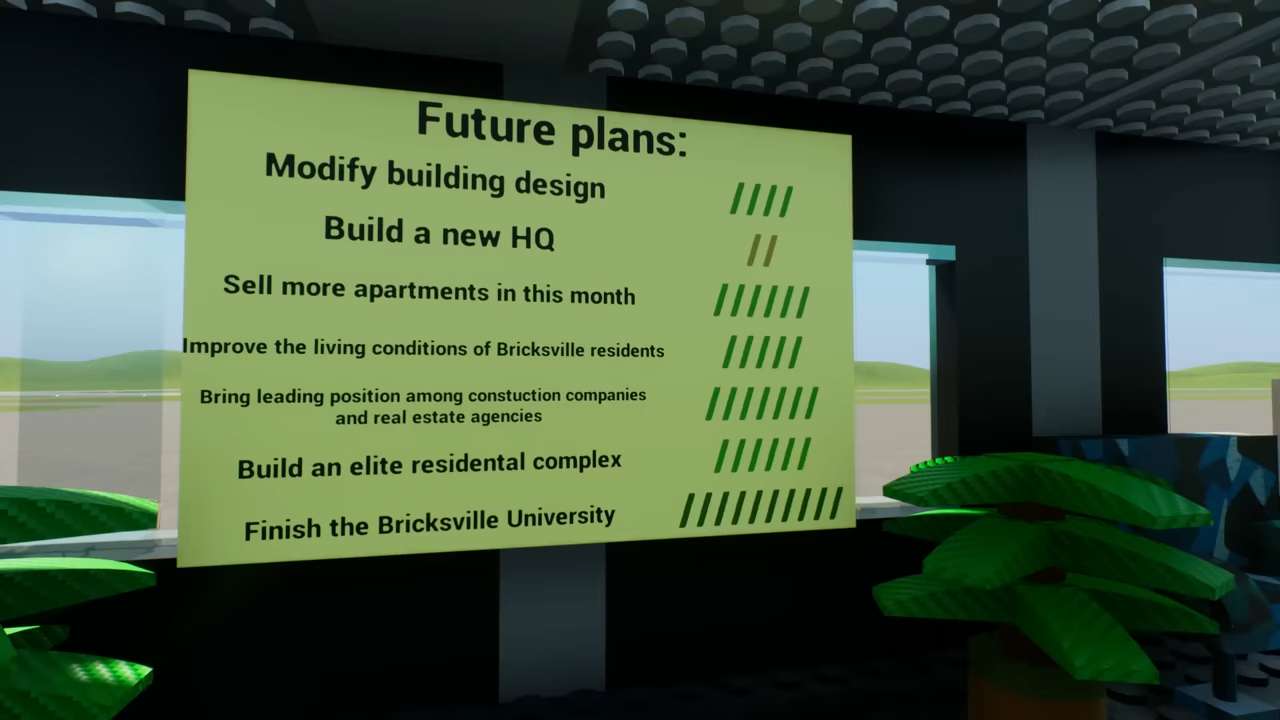 Future plans:
Modify building design ////
Build a new HQ //
Sell more apartments in this month //////
Improve the living conditions of Bricksville residents /////
Bring leading position among constuction companies
and real estate agencies ///////
Build an elite residental complex //////
Finish the Bricksville University //////////